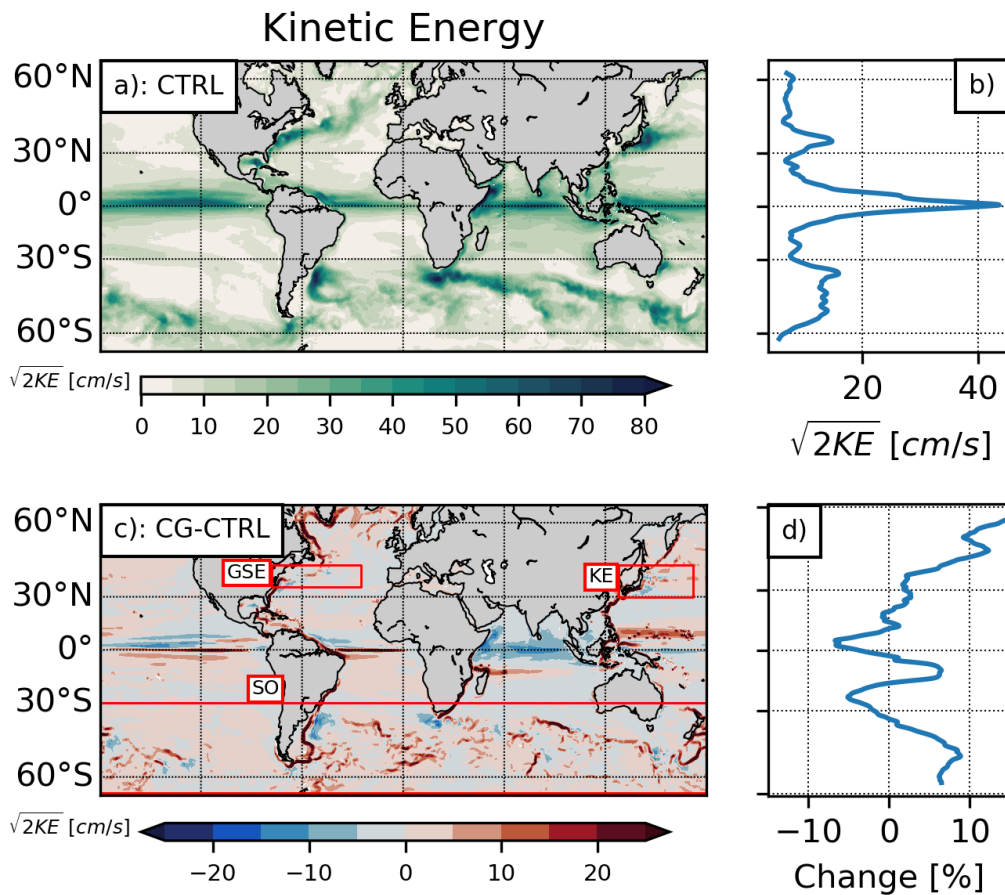 Kinetic Energy
a): CTRL
b)
60°N
30°N
0°
30°S
60°S
20 40
√2KE [cm/s]
0 10 20 30 40 50 60 70 80
√2KE [cm/s]
c): CG-CTRL
d)
60°N
30°N
0°
30°S
60°S
GSE
KE
SO
√2KE [cm/s]
−20 −10 0 10 20
−10 0 10
Change [%]